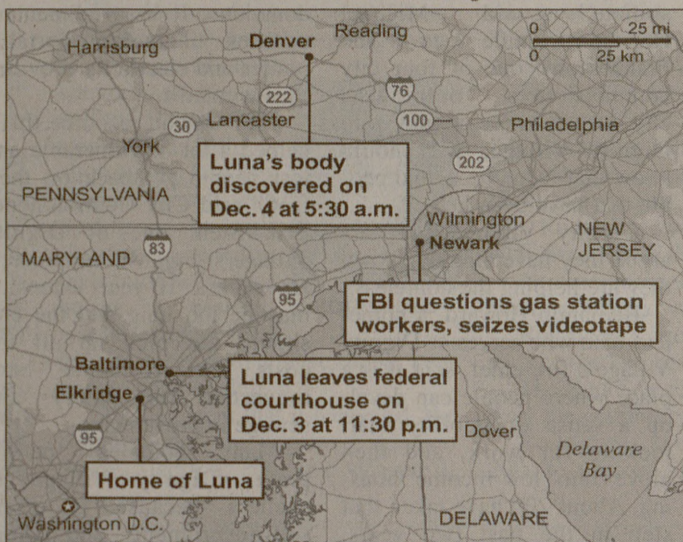 Harrisburg
Denver
Reading
0 25 mi
0 25 km
76
222
100
30
Lancaster
Philadelphia
York
202
Luna's body
discovered on
Dec. 4 at 5:30 a.m.
PENNSYLVANIA
Wilmington
Newark
NEW
JERSEY
MARYLAND
83
95
FBI questions gas station
workers, seizes videotape
Baltimore
Luna leaves federal
courthouse on
Dec. 3 at 11:30 p.m.
Elkridge
95
Dover
Delaware
Bay
Home of Luna
Washington D.C.
DELAWARE